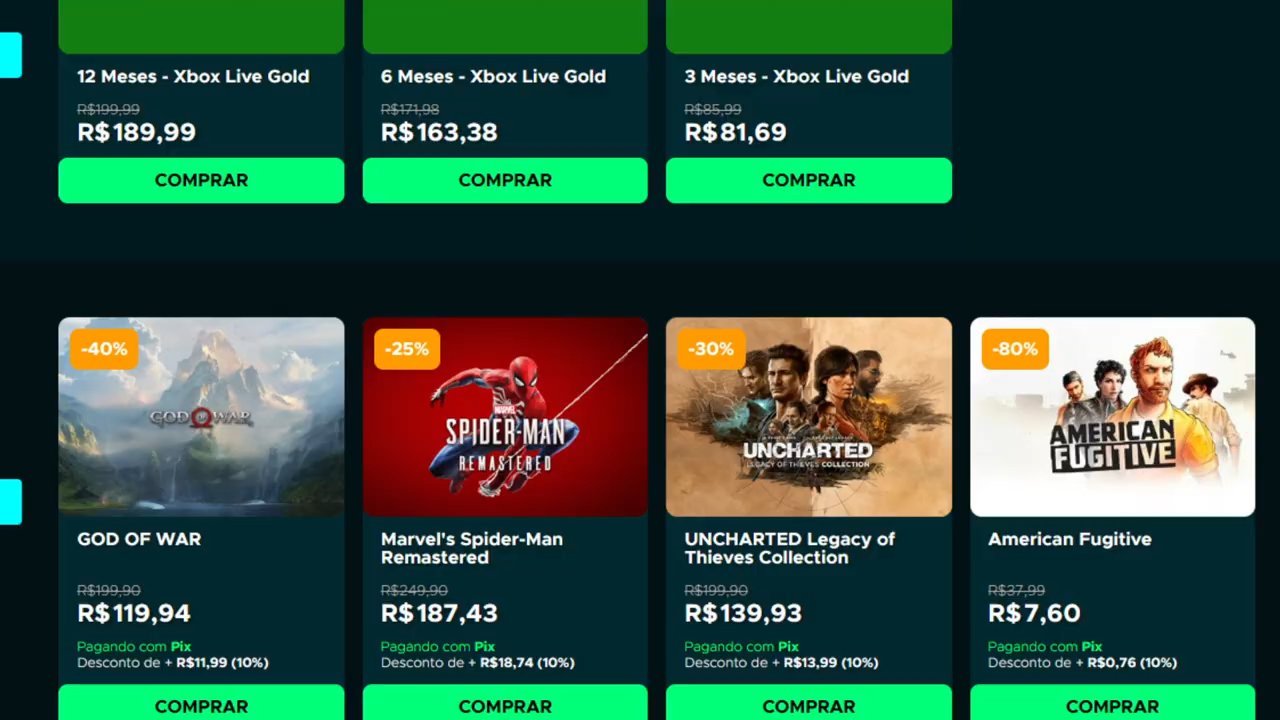 12 Meses - Xbox Live Gold
R$199,99
R$189,99
COMPRAR
6 Meses - Xbox Live Gold
R$171,98
R$163,38
COMPRAR
3 Meses - Xbox Live Gold
R$85,99
R$81,69
COMPRAR
-40%
GOD OF WAR
GOD OF WAR
R$199,90
R$119,94
Pagando com Pix
Desconto de + R$11,99 (10%)
COMPRAR
-25%
MARVEL
SPIDER-MAN
REMASTERED
Marvel's Spider-Man
Remastered
R$249,90
R$187,43
Pagando com Pix
Desconto de + R$18,74 (10%)
COMPRAR
-30%
UNCHARTED
LEGACY OF THIEVES COLLECTION
UNCHARTED Legacy of
Thieves Collection
R$199,90
R$139,93
Pagando com Pix
Desconto de + R$13,99 (10%)
COMPRAR
-80%
AMERICAN
FUGITIVE
American Fugitive
R$37,99
R$7,60
Pagando com Pix
Desconto de + R$0,76 (10%)
COMPRAR